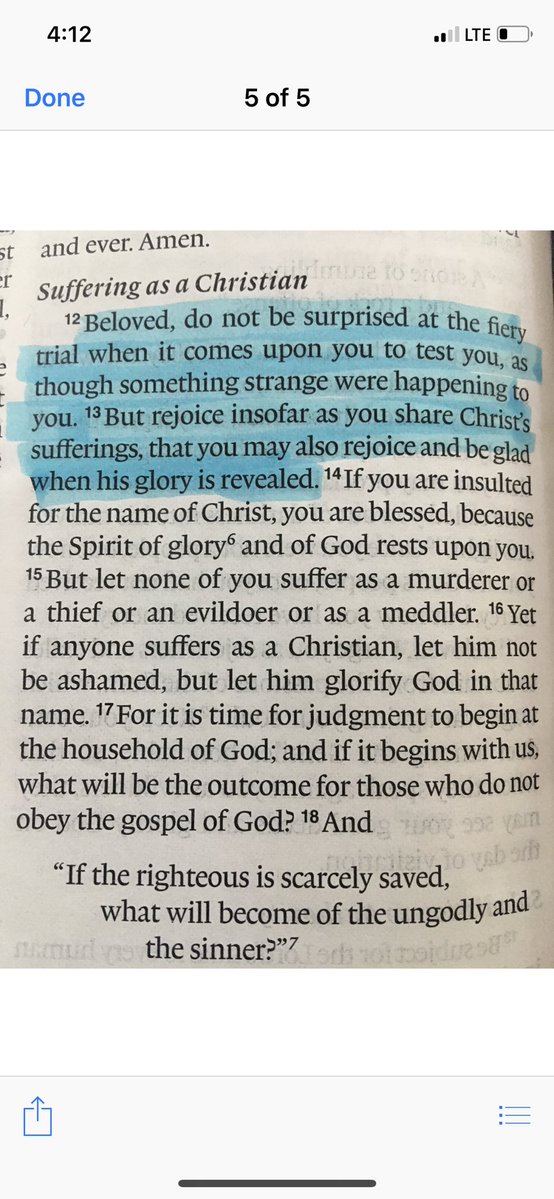 4:12 LTE
Done 5 of 5
st and ever. Amen.
er Suffering as a Christian
12 Beloved, do not be surprised at the fiery
trial when it comes upon you to test you, as
though something strange were happening to
you. 13 But rejoice insofar as you share Christ's
sufferings, that you may also rejoice and be glad
when his glory is revealed. 14 If you are insulted
for the name of Christ, you are blessed, because
the Spirit of glory6 and of God rests upon you.
15 But let none of you suffer as a murderer or
a thief or an evildoer or as a meddler. 16 Yet
if anyone suffers as a Christian, let him not
be ashamed, but let him glorify God in that
name. 17 For it is time for judgment to begin at
the household of God; and if it begins with us,
what will be the outcome for those who do not
obey the gospel of God? 18 And
“If the righteous is scarcely saved,
what will become of the ungodly and
the sinner?”7